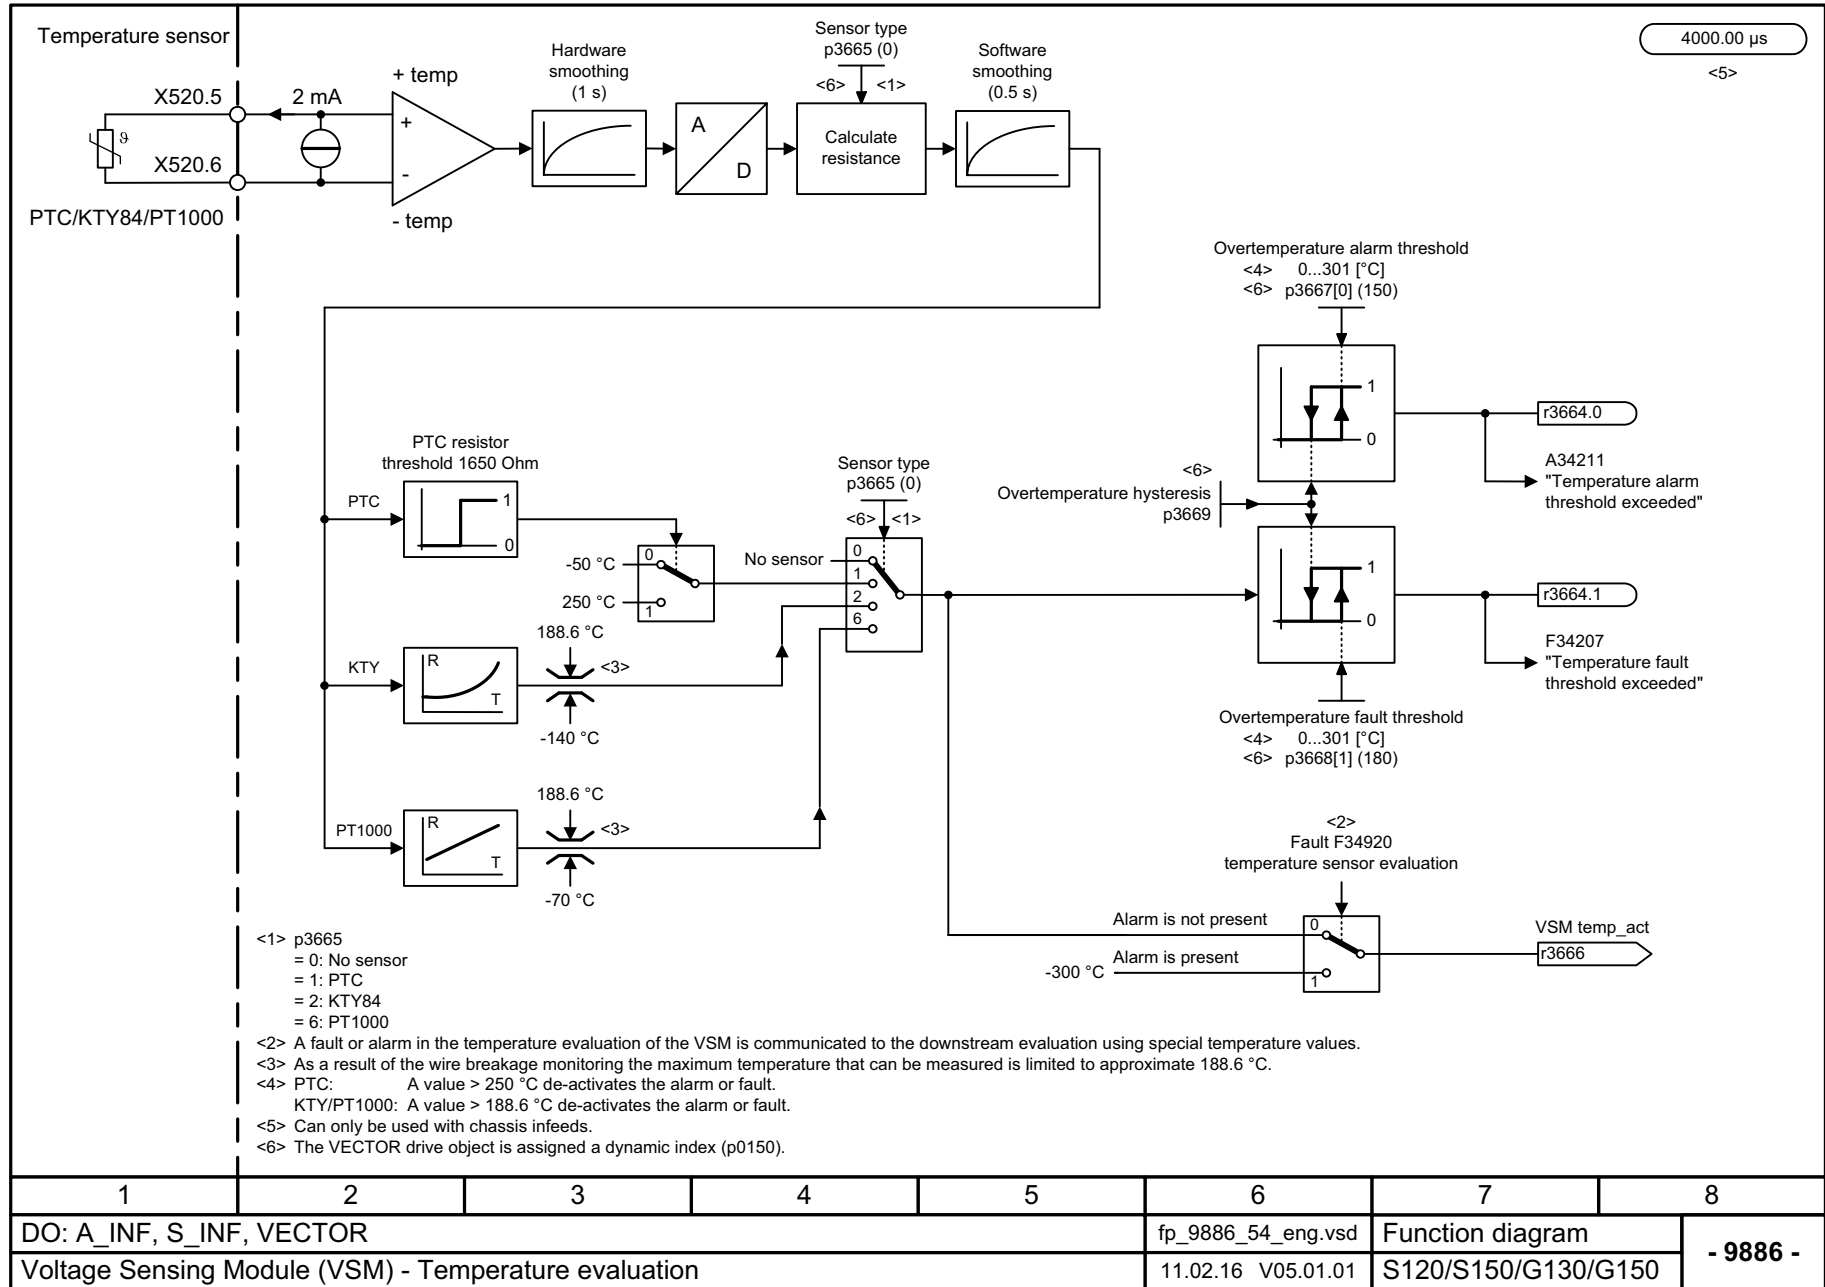 Temperature sensor
X520.5
X520.6
ϑ
PTC/KTY84/PT1000
2 mA
+ temp
+
-
- temp
Hardware
smoothing
(1 s)
A
D
Sensor type
p3665 (0)
<6>
<1>
Calculate
resistance
Software
smoothing
(0.5 s)
4000.00 µs
<5>
Overtemperature alarm threshold
<4> 0...301 [°C]
<6> p3667[0] (150)
1
0
r3664.0
A34211
"Temperature alarm
threshold exceeded"
<6>
Overtemperature hysteresis
p3669
1
0
r3664.1
F34207
"Temperature fault
threshold exceeded"
Overtemperature fault threshold
<4> 0...301 [°C]
<6> p3668[1] (180)
PTC resistor
threshold 1650 Ohm
PTC
1
0
-50 °C
250 °C
0
1
Sensor type
p3665 (0)
<6>
<1>
No sensor
0
1
2
6
KTY
R
T
188.6 °C
<3>
-140 °C
PT1000
R
T
188.6 °C
<3>
-70 °C
<2>
Fault F34920
temperature sensor evaluation
Alarm is not present
Alarm is present
-300 °C
0
1
VSM temp_act
r3666
<1> p3665
= 0: No sensor
= 1: PTC
= 2: KTY84
= 6: PT1000
<2> A fault or alarm in the temperature evaluation of the VSM is communicated to the downstream evaluation using special temperature values.
<3> As a result of the wire breakage monitoring the maximum temperature that can be measured is limited to approximate 188.6 °C.
<4> PTC: A value > 250 °C de-activates the alarm or fault.
KTY/PT1000: A value > 188.6 °C de-activates the alarm or fault.
<5> Can only be used with chassis infeeds.
<6> The VECTOR drive object is assigned a dynamic index (p0150).
1 2 3 4 5 6 7 8
DO: A_INF, S_INF, VECTOR
fp_9886_54_eng.vsd
Function diagram
- 9886 -
Voltage Sensing Module (VSM) - Temperature evaluation
11.02.16 V05.01.01
S120/S150/G130/G150